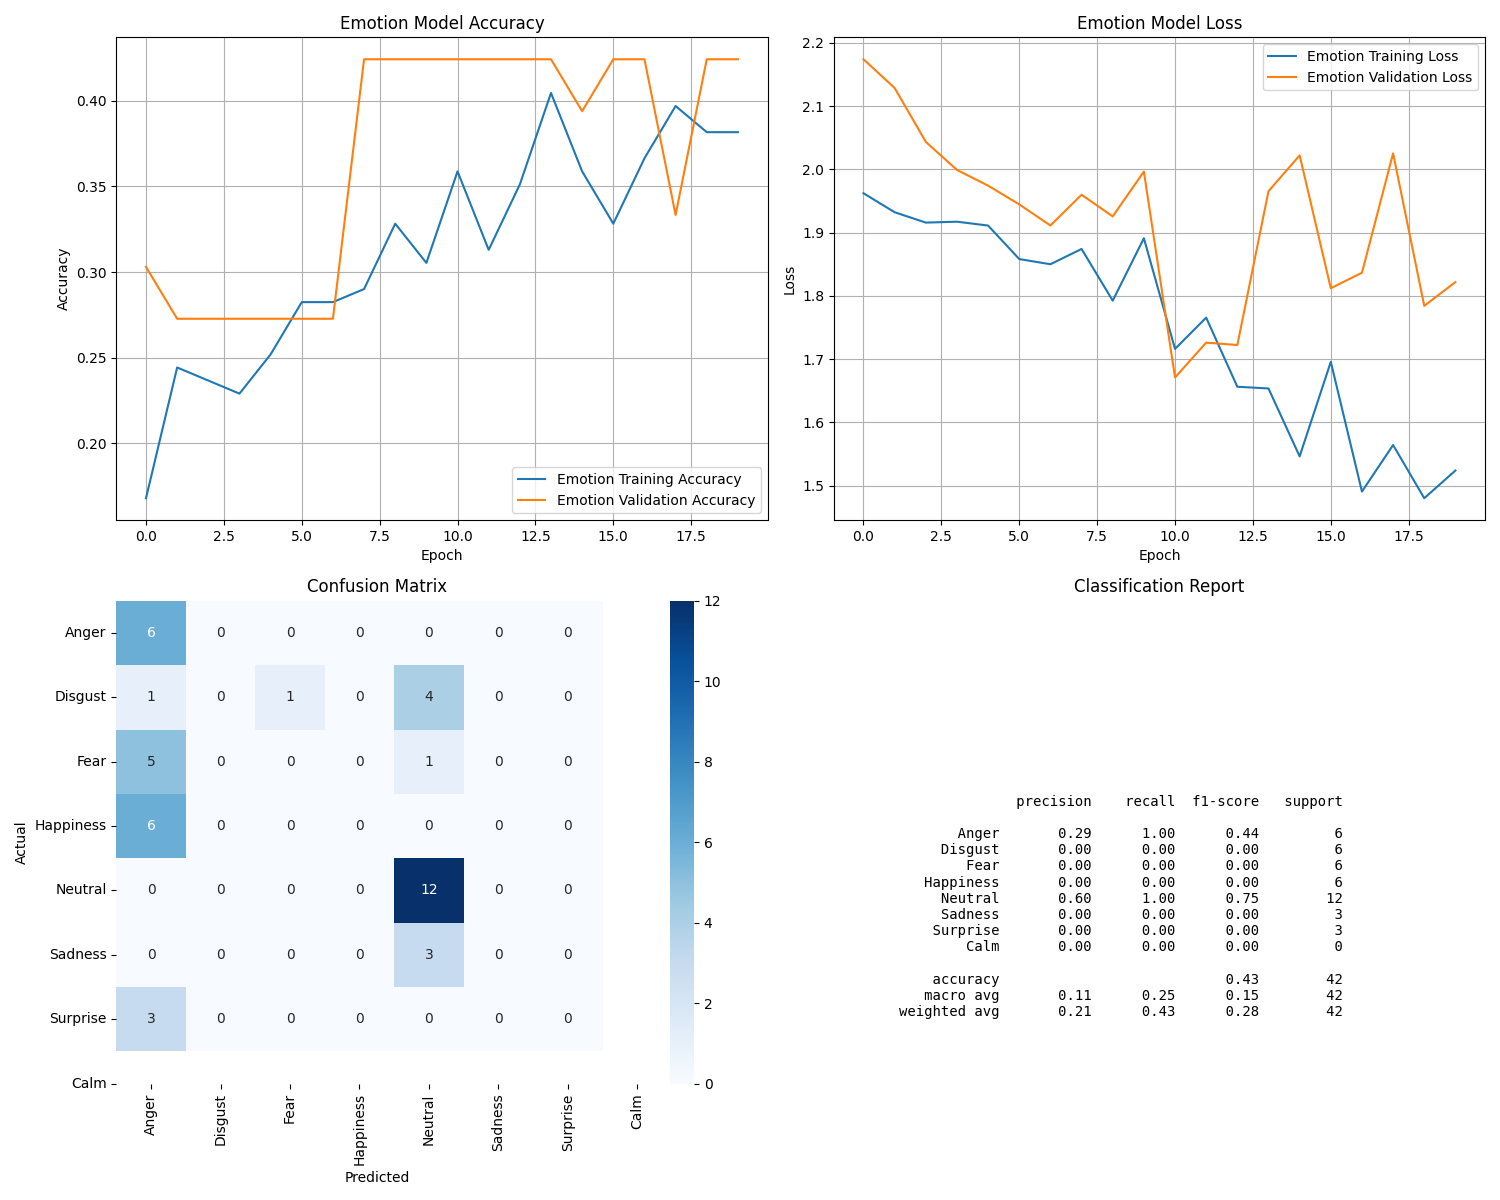 Emotion Model Accuracy
0.40
0.35
0.30
0.25
0.20
Accuracy
Emotion Training Accuracy
Emotion Validation Accuracy
0.0 2.5 5.0 7.5 10.0 12.5 15.0 17.5
Epoch
Emotion Model Loss
2.2
2.1
2.0
1.9
1.8
1.7
1.6
1.5
Loss
Emotion Training Loss
Emotion Validation Loss
0.0 2.5 5.0 7.5 10.0 12.5 15.0 17.5
Epoch
Confusion Matrix
Actual
Anger 6 0 0 0 0 0 0
Disgust 1 0 1 0 4 0 0
Fear 5 0 0 0 1 0 0
Happiness 6 0 0 0 0 0 0
Neutral 0 0 0 0 12 0 0
Sadness 0 0 0 0 3 0 0
Surprise 3 0 0 0 0 0 0
Calm
Anger Disgust Fear Happiness Neutral Sadness Surprise Calm
Predicted
12
10
8
6
4
2
0
Classification Report
precision recall f1-score support
Anger 0.29 1.00 0.44 6
Disgust 0.00 0.00 0.00 6
Fear 0.00 0.00 0.00 6
Happiness 0.00 0.00 0.00 6
Neutral 0.60 1.00 0.75 12
Sadness 0.00 0.00 0.00 3
Surprise 0.00 0.00 0.00 3
Calm 0.00 0.00 0.00 0
accuracy 0.43 42
macro avg 0.11 0.25 0.15 42
weighted avg 0.21 0.43 0.28 42